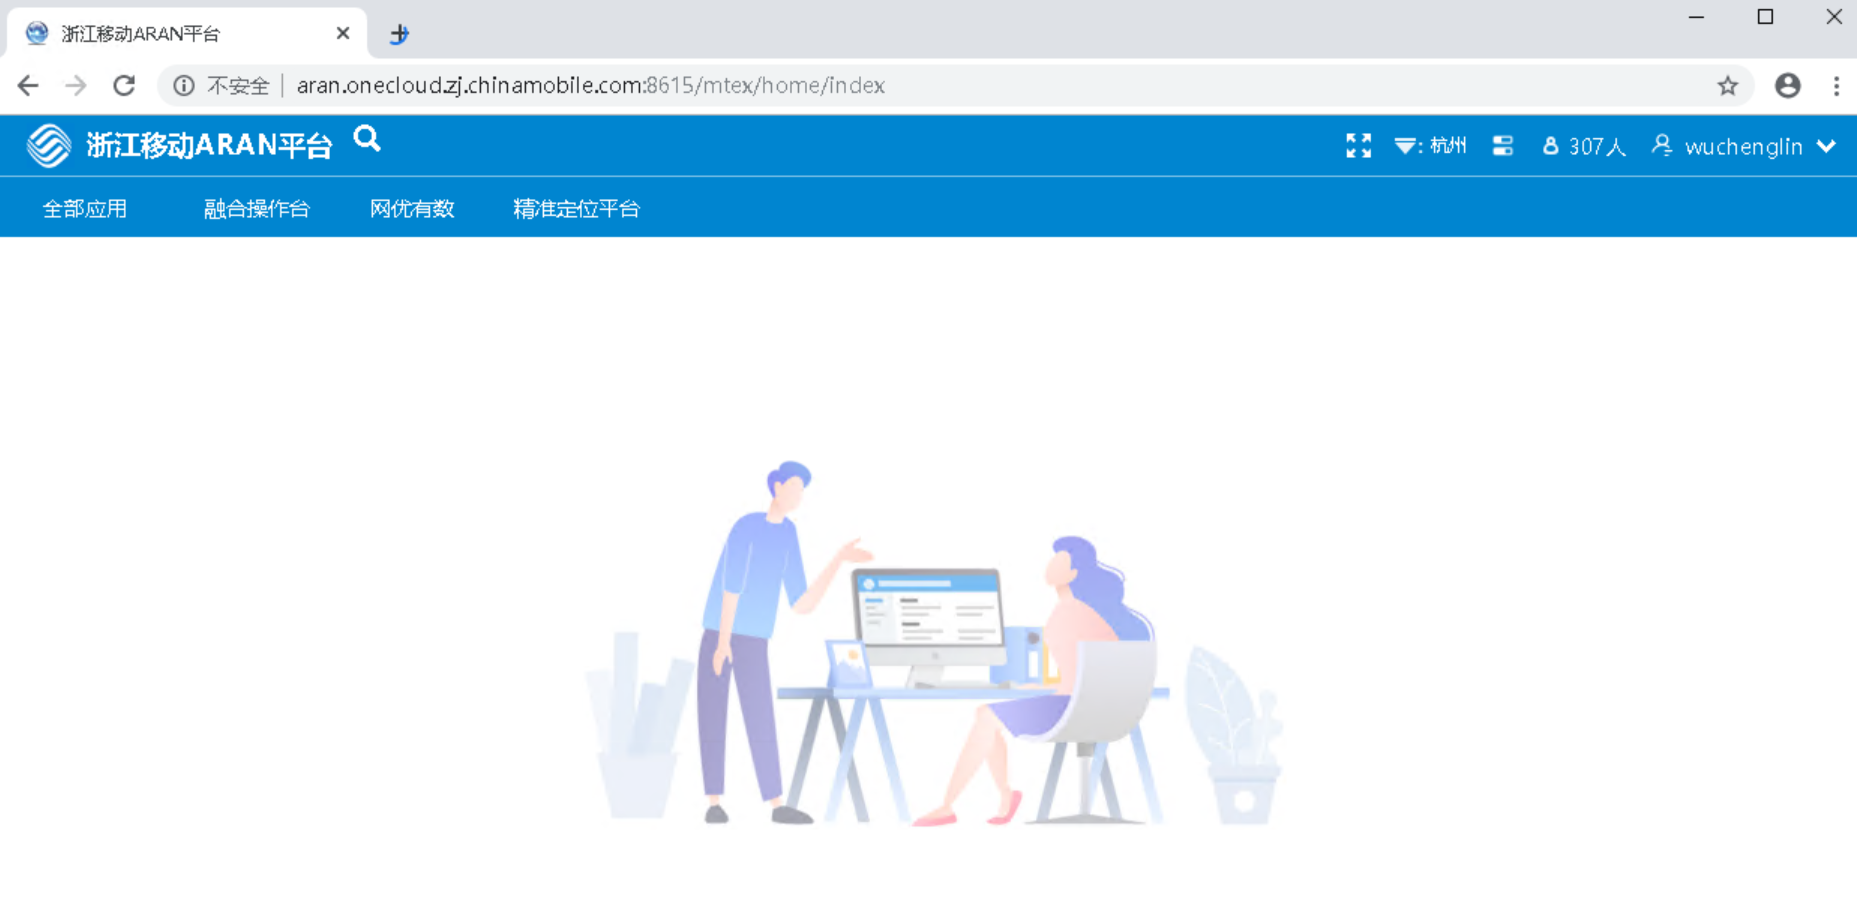 浙江移动ARAN平台
不安全 | aran.onecloud.zj.chinamobile.com:8615/mtex/home/index
浙江移动ARAN平台 : 杭州 307人 wuchenglin
全部应用 融合操作台 网优有数 精准定位平台